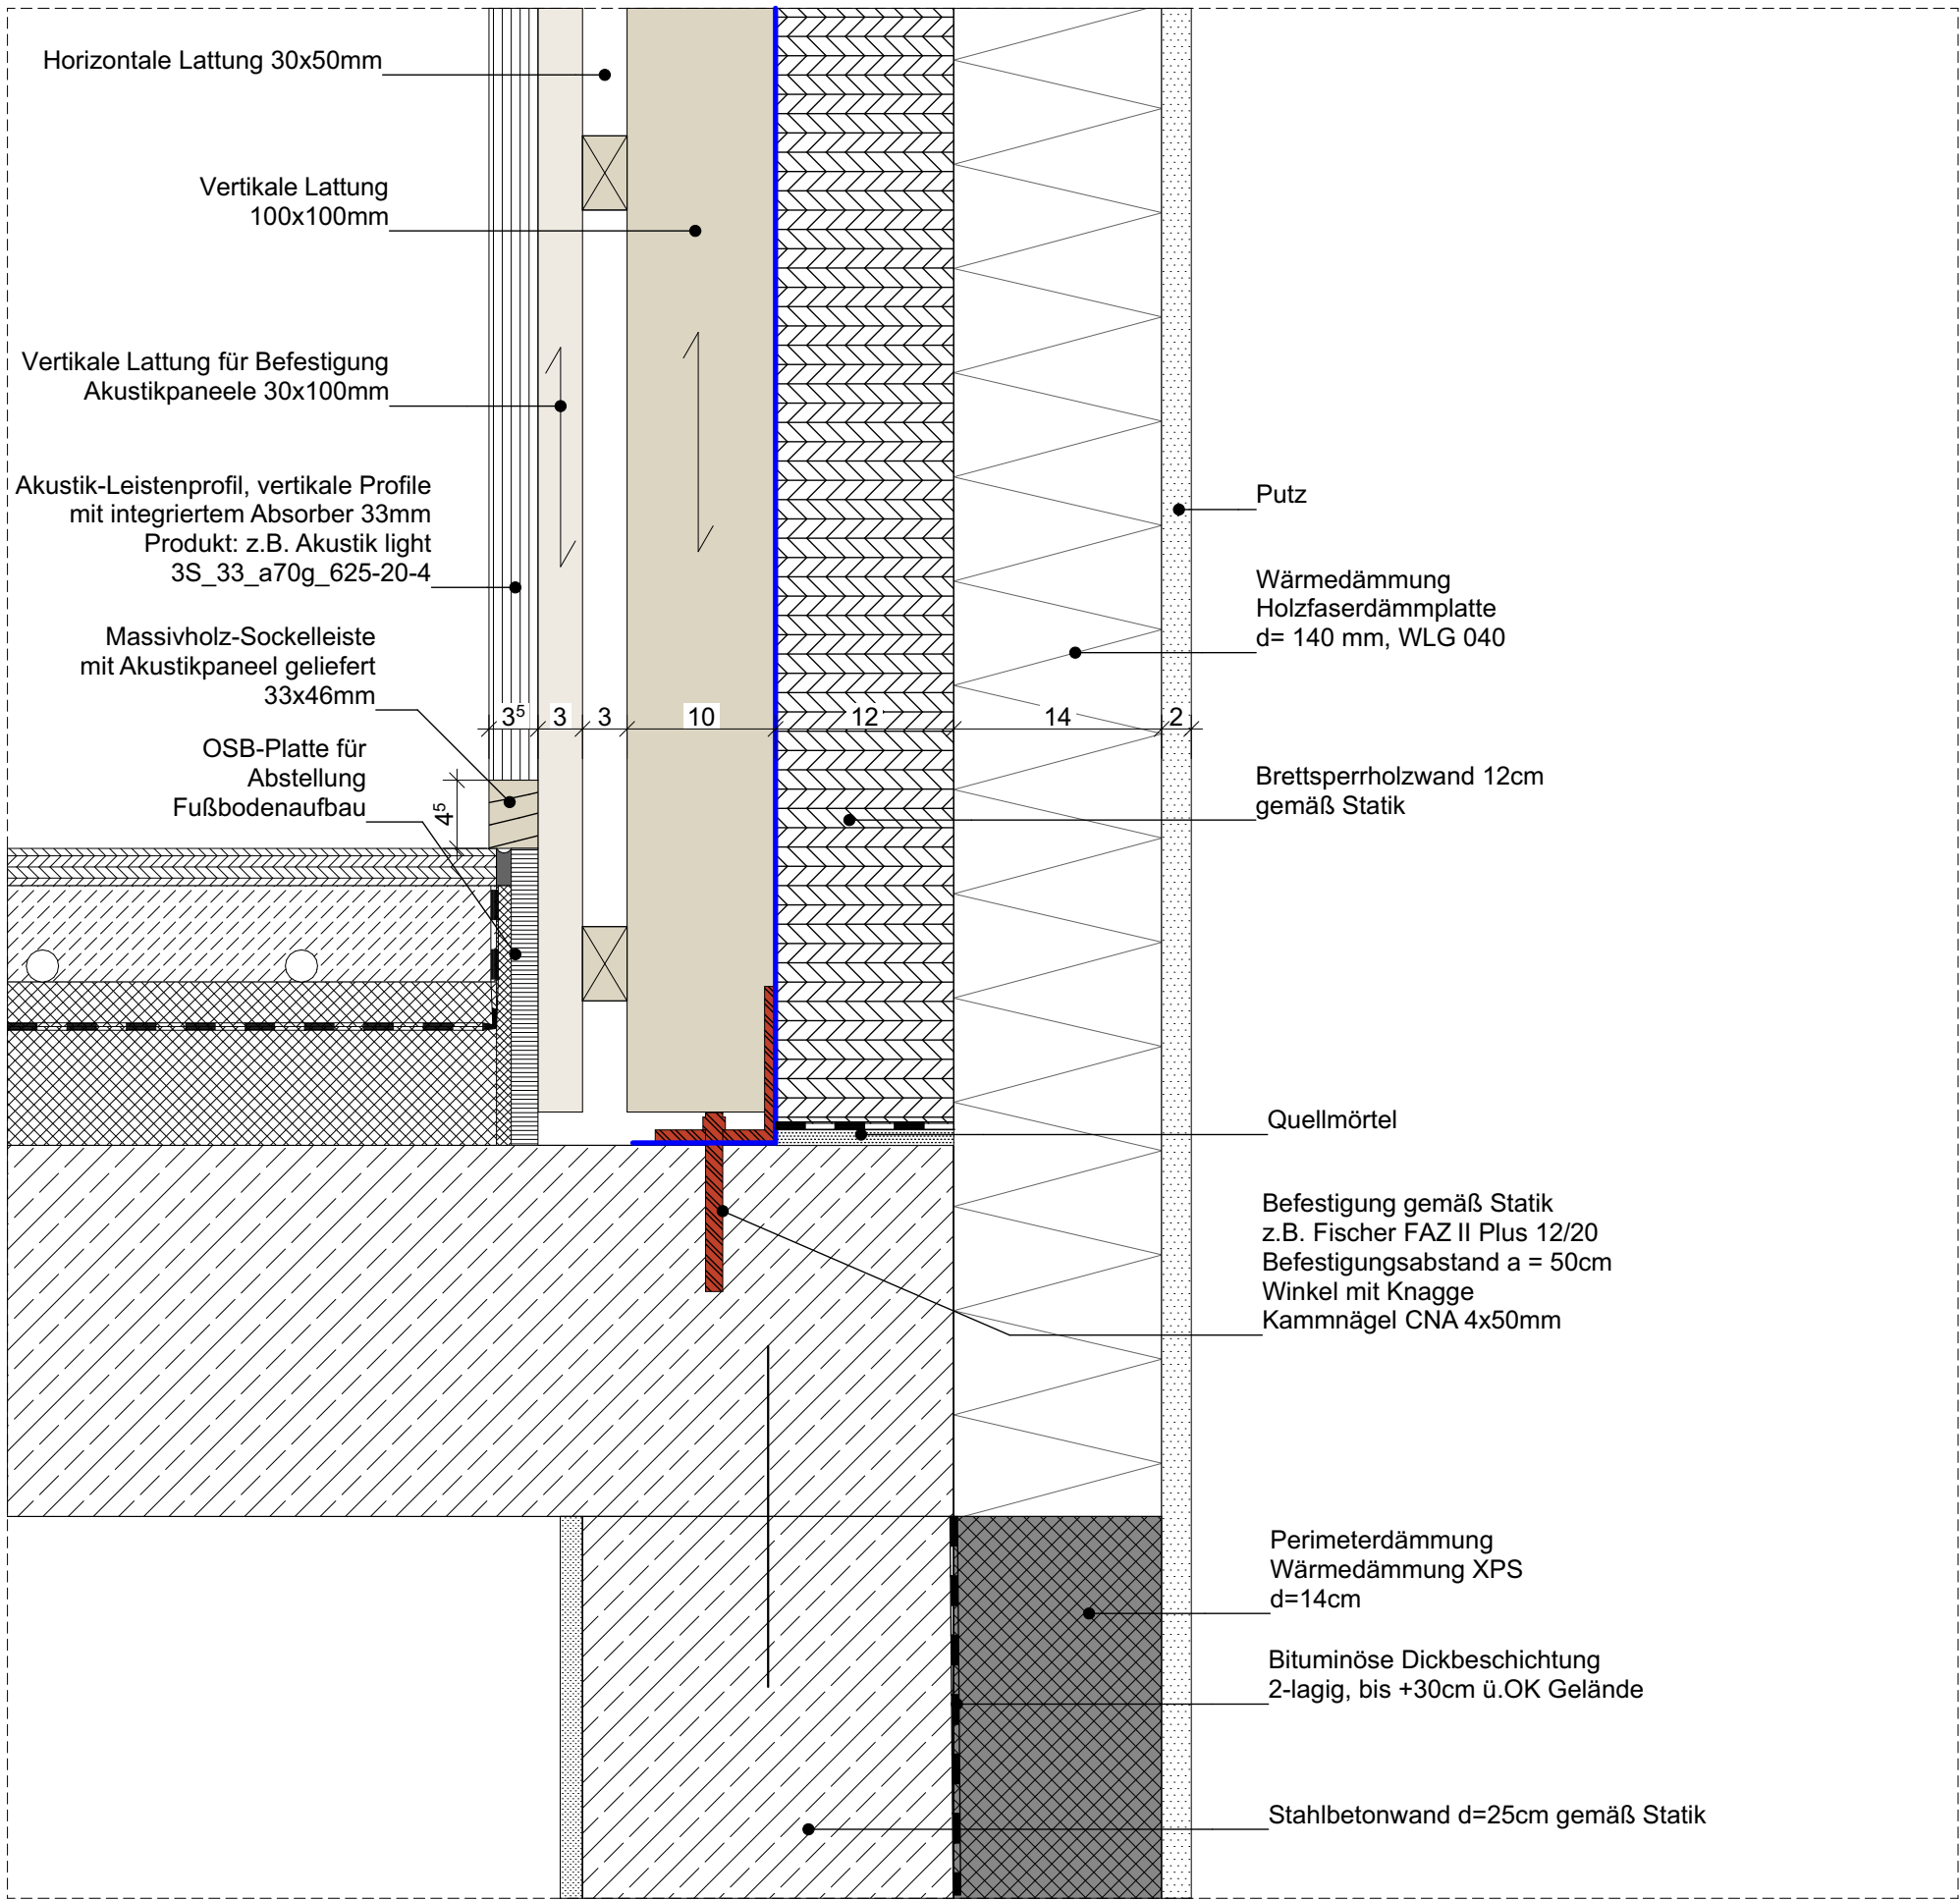 Horizontale Lattung 30x50mm
Vertikale Lattung
100x100mm
Vertikale Lattung für Befestigung
Akustikpaneele 30x100mm
Akustik-Leistenprofil, vertikale Profile
mit integriertem Absorber 33mm
Produkt: z.B. Akustik light
3S_33_a70g_625-20-4
Massivholz-Sockelleiste
mit Akustikpaneel geliefert
33x46mm
OSB-Platte für
Abstellung
Fußbodenaufbau
3⁵ 3 3 10 12 14 2
4⁵
Putz
Wärmedämmung
Holzfaserdämmplatte
d= 140 mm, WLG 040
Brettsperrholzwand 12cm
gemäß Statik
Quellmörtel
Befestigung gemäß Statik
z.B. Fischer FAZ II Plus 12/20
Befestigungsabstand a = 50cm
Winkel mit Knagge
Kammnägel CNA 4x50mm
Perimeterdämmung
Wärmedämmung XPS
d=14cm
Bituminöse Dickbeschichtung
2-lagig, bis +30cm ü.OK Gelände
Stahlbetonwand d=25cm gemäß Statik